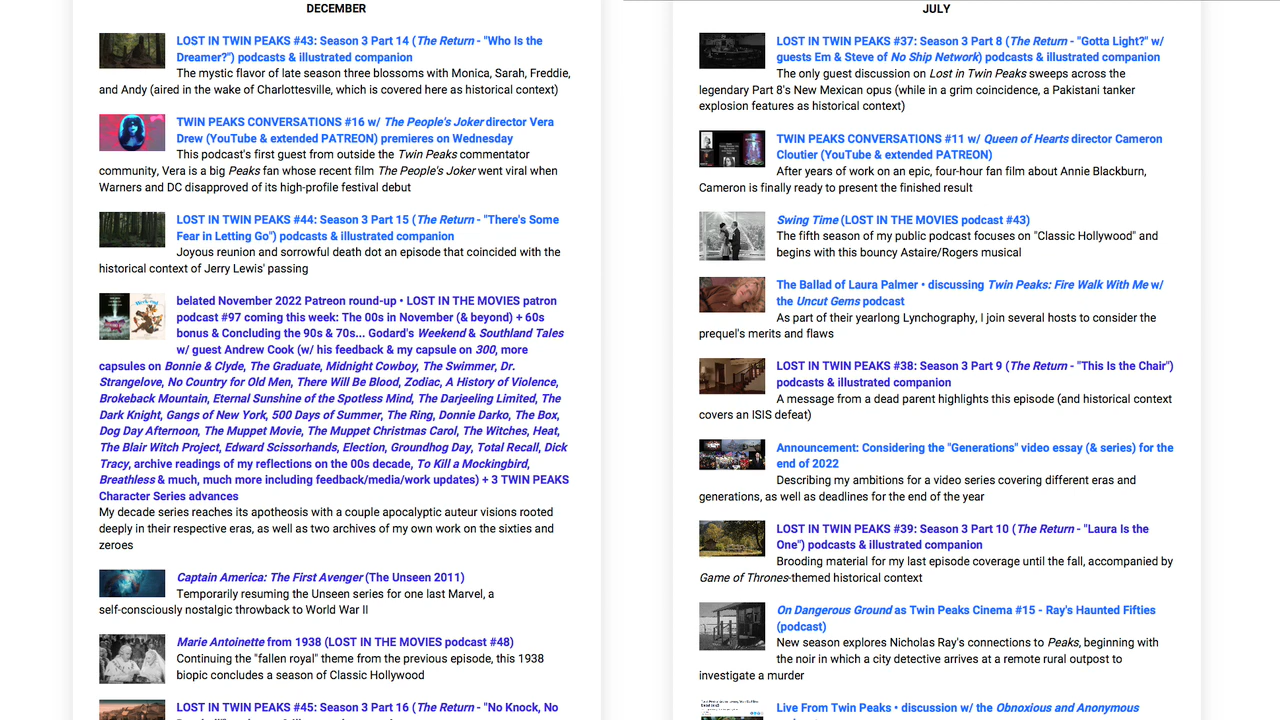 DECEMBER
LOST IN TWIN PEAKS #43: Season 3 Part 14 (The Return - "Who Is the
Dreamer?") podcasts & illustrated companion
The mystic flavor of late season three blossoms with Monica, Sarah, Freddie,
and Andy (aired in the wake of Charlottesville, which is covered here as historical context)
TWIN PEAKS CONVERSATIONS #16 w/ The People's Joker director Vera
Drew (YouTube & extended PATREON) premieres on Wednesday
This podcast's first guest from outside the Twin Peaks commentator
community, Vera is a big Peaks fan whose recent film The People's Joker went viral when
Warners and DC disapproved of its high-profile festival debut
LOST IN TWIN PEAKS #44: Season 3 Part 15 (The Return - "There's Some
Fear in Letting Go") podcasts & illustrated companion
Joyous reunion and sorrowful death dot an episode that coincided with the
historical context of Jerry Lewis' passing
belated November 2022 Patreon round-up • LOST IN THE MOVIES patron
podcast #97 coming this week: The 00s in November (& beyond) + 60s
bonus & Concluding the 90s & 70s... Godard's Weekend & Southland Tales
w/ guest Andrew Cook (w/ his feedback & my capsule on 300, more
capsules on Bonnie & Clyde, The Graduate, Midnight Cowboy, The Swimmer, Dr.
Strangelove, No Country for Old Men, There Will Be Blood, Zodiac, A History of Violence,
Brokeback Mountain, Eternal Sunshine of the Spotless Mind, The Darjeeling Limited, The
Dark Knight, Gangs of New York, 500 Days of Summer, The Ring, Donnie Darko, The Box,
Dog Day Afternoon, The Muppet Movie, The Muppet Christmas Carol, The Witches, Heat,
The Blair Witch Project, Edward Scissorhands, Election, Groundhog Day, Total Recall, Dick
Tracy, archive readings of my reflections on the 00s decade, To Kill a Mockingbird,
Breathless & much, much more including feedback/media/work updates) + 3 TWIN PEAKS
Character Series advances
My decade series reaches its apotheosis with a couple apocalyptic auteur visions rooted
deeply in their respective eras, as well as two archives of my own work on the sixties and
zeroes
Captain America: The First Avenger (The Unseen 2011)
Temporarily resuming the Unseen series for one last Marvel, a
self-consciously nostalgic throwback to World War II
Marie Antoinette from 1938 (LOST IN THE MOVIES podcast #48)
Continuing the "fallen royal" theme from the previous episode, this 1938
biopic concludes a season of Classic Hollywood
LOST IN TWIN PEAKS #45: Season 3 Part 16 (The Return - "No Knock, No
JULY
LOST IN TWIN PEAKS #37: Season 3 Part 8 (The Return - "Gotta Light?" w/
guests Em & Steve of No Ship Network) podcasts & illustrated companion
The only guest discussion on Lost in Twin Peaks sweeps across the
legendary Part 8's New Mexican opus (while in a grim coincidence, a Pakistani tanker
explosion features as historical context)
TWIN PEAKS CONVERSATIONS #11 w/ Queen of Hearts director Cameron
Cloutier (YouTube & extended PATREON)
After years of work on an epic, four-hour fan film about Annie Blackburn,
Cameron is finally ready to present the finished result
Swing Time (LOST IN THE MOVIES podcast #43)
The fifth season of my public podcast focuses on "Classic Hollywood" and
begins with this bouncy Astaire/Rogers musical
The Ballad of Laura Palmer • discussing Twin Peaks: Fire Walk With Me w/
the Uncut Gems podcast
As part of their yearlong Lynchography, I join several hosts to consider the
prequel's merits and flaws
LOST IN TWIN PEAKS #38: Season 3 Part 9 (The Return - "This Is the Chair")
podcasts & illustrated companion
A message from a dead parent highlights this episode (and historical context
covers an ISIS defeat)
Announcement: Considering the "Generations" video essay (& series) for the
end of 2022
Describing my ambitions for a video series covering different eras and
generations, as well as deadlines for the end of the year
LOST IN TWIN PEAKS #39: Season 3 Part 10 (The Return - "Laura Is the
One") podcasts & illustrated companion
Brooding material for my last episode coverage until the fall, accompanied by
Game of Thrones-themed historical context
On Dangerous Ground as Twin Peaks Cinema #15 - Ray's Haunted Fifties
(podcast)
New season explores Nicholas Ray's connections to Peaks, beginning with
the noir in which a city detective arrives at a remote rural outpost to
investigate a murder
Live From Twin Peaks • discussion w/ the Obnoxious and Anonymous